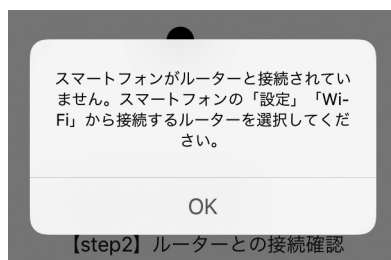 スマートフォンがルーターと接続されてい
ません。スマートフォンの「設定」「Wi-
Fi」から接続するルーターを選択してくだ
さい。
OK
【step2】ルーターとの接続確認